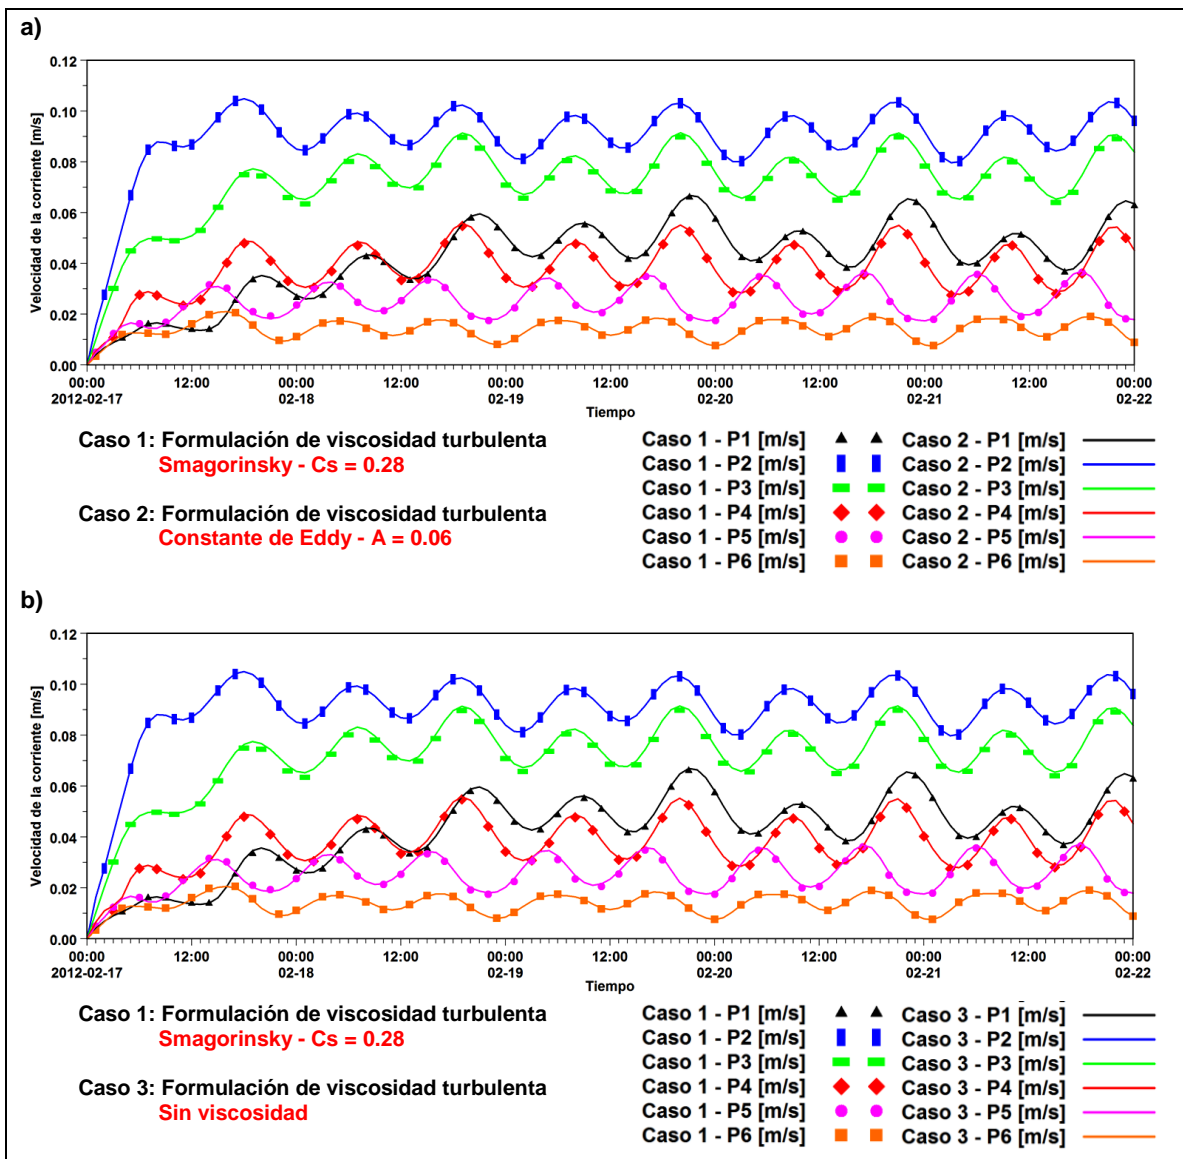 a)
Velocidad de la corriente [m/s]
0.12
0.10
0.08
0.06
0.04
0.02
0.00
00:00 12:00 00:00 12:00 00:00 12:00 00:00 12:00 00:00 12:00 00:00
2012-02-17 02-18 02-19 02-20 02-21 02-22
Tiempo
Caso 1: Formulación de viscosidad turbulenta
Smagorinsky - Cs = 0.28
Caso 2: Formulación de viscosidad turbulenta
Constante de Eddy - A = 0.06
Caso 1 - P1 [m/s] Caso 2 - P1 [m/s]
Caso 1 - P2 [m/s] Caso 2 - P2 [m/s]
Caso 1 - P3 [m/s] Caso 2 - P3 [m/s]
Caso 1 - P4 [m/s] Caso 2 - P4 [m/s]
Caso 1 - P5 [m/s] Caso 2 - P5 [m/s]
Caso 1 - P6 [m/s] Caso 2 - P6 [m/s]
b)
Velocidad de la corriente [m/s]
0.12
0.10
0.08
0.06
0.04
0.02
0.00
00:00 12:00 00:00 12:00 00:00 12:00 00:00 12:00 00:00 12:00 00:00
2012-02-17 02-18 02-19 02-20 02-21 02-22
Tiempo
Caso 1: Formulación de viscosidad turbulenta
Smagorinsky - Cs = 0.28
Caso 3: Formulación de viscosidad turbulenta
Sin viscosidad
Caso 1 - P1 [m/s] Caso 3 - P1 [m/s]
Caso 1 - P2 [m/s] Caso 3 - P2 [m/s]
Caso 1 - P3 [m/s] Caso 3 - P3 [m/s]
Caso 1 - P4 [m/s] Caso 3 - P4 [m/s]
Caso 1 - P5 [m/s] Caso 3 - P5 [m/s]
Caso 1 - P6 [m/s] Caso 3 - P6 [m/s]